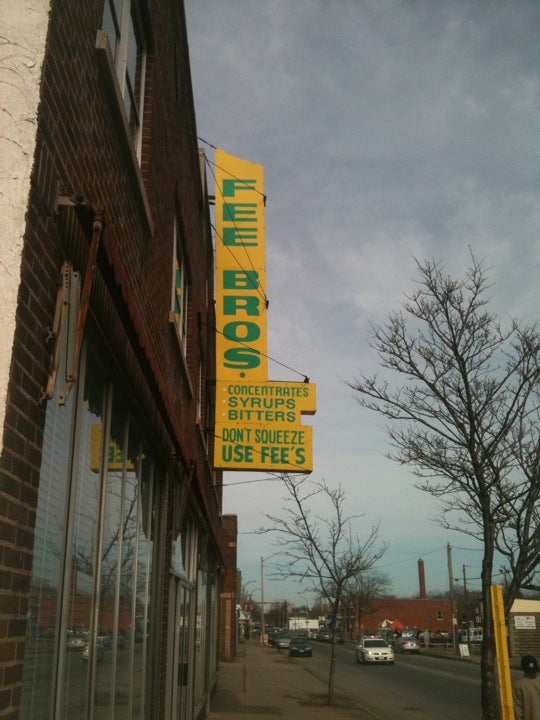 FEE BROS.
CONCENTRATES
SYRUPS
BITTERS
DON'T SQUEEZE
USE FEE'S